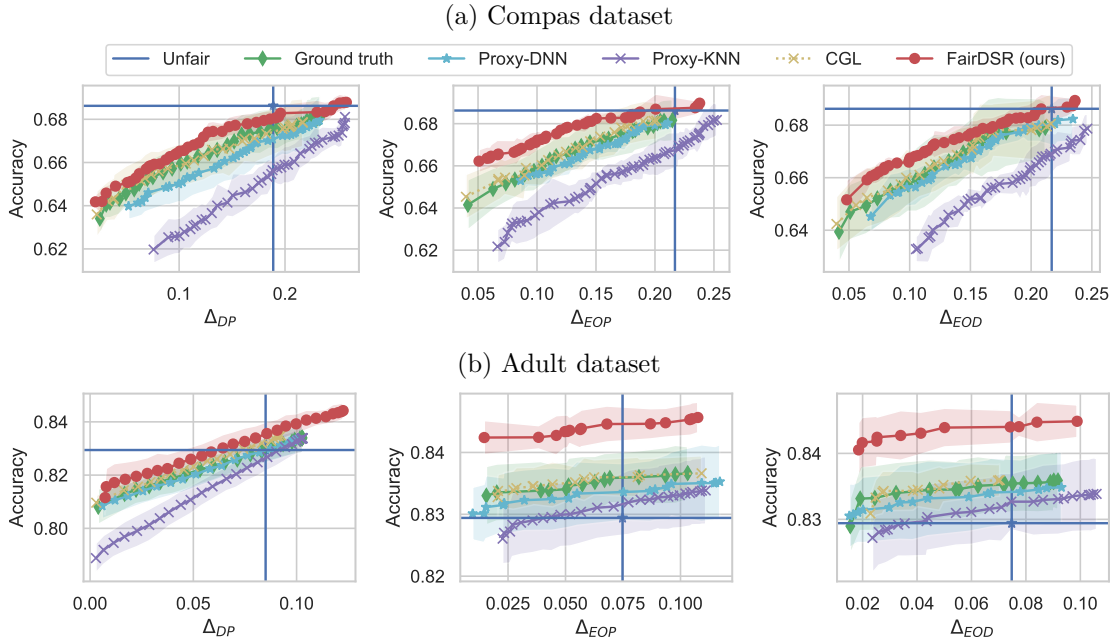 (a) Compas dataset
Unfair Ground truth Proxy-DNN Proxy-KNN CGL FairDSR (ours)
Accuracy
0.68
0.66
0.64
0.62
0.1 0.2
Δ_DP
Accuracy
0.68
0.66
0.64
0.62
0.05 0.10 0.15 0.20 0.25
Δ_EOP
Accuracy
0.68
0.66
0.64
0.05 0.10 0.15 0.20 0.25
Δ_EOD
(b) Adult dataset
Accuracy
0.84
0.82
0.80
0.00 0.05 0.10
Δ_DP
Accuracy
0.84
0.83
0.82
0.025 0.050 0.075 0.100
Δ_EOP
Accuracy
0.84
0.83
0.02 0.04 0.06 0.08 0.10
Δ_EOD